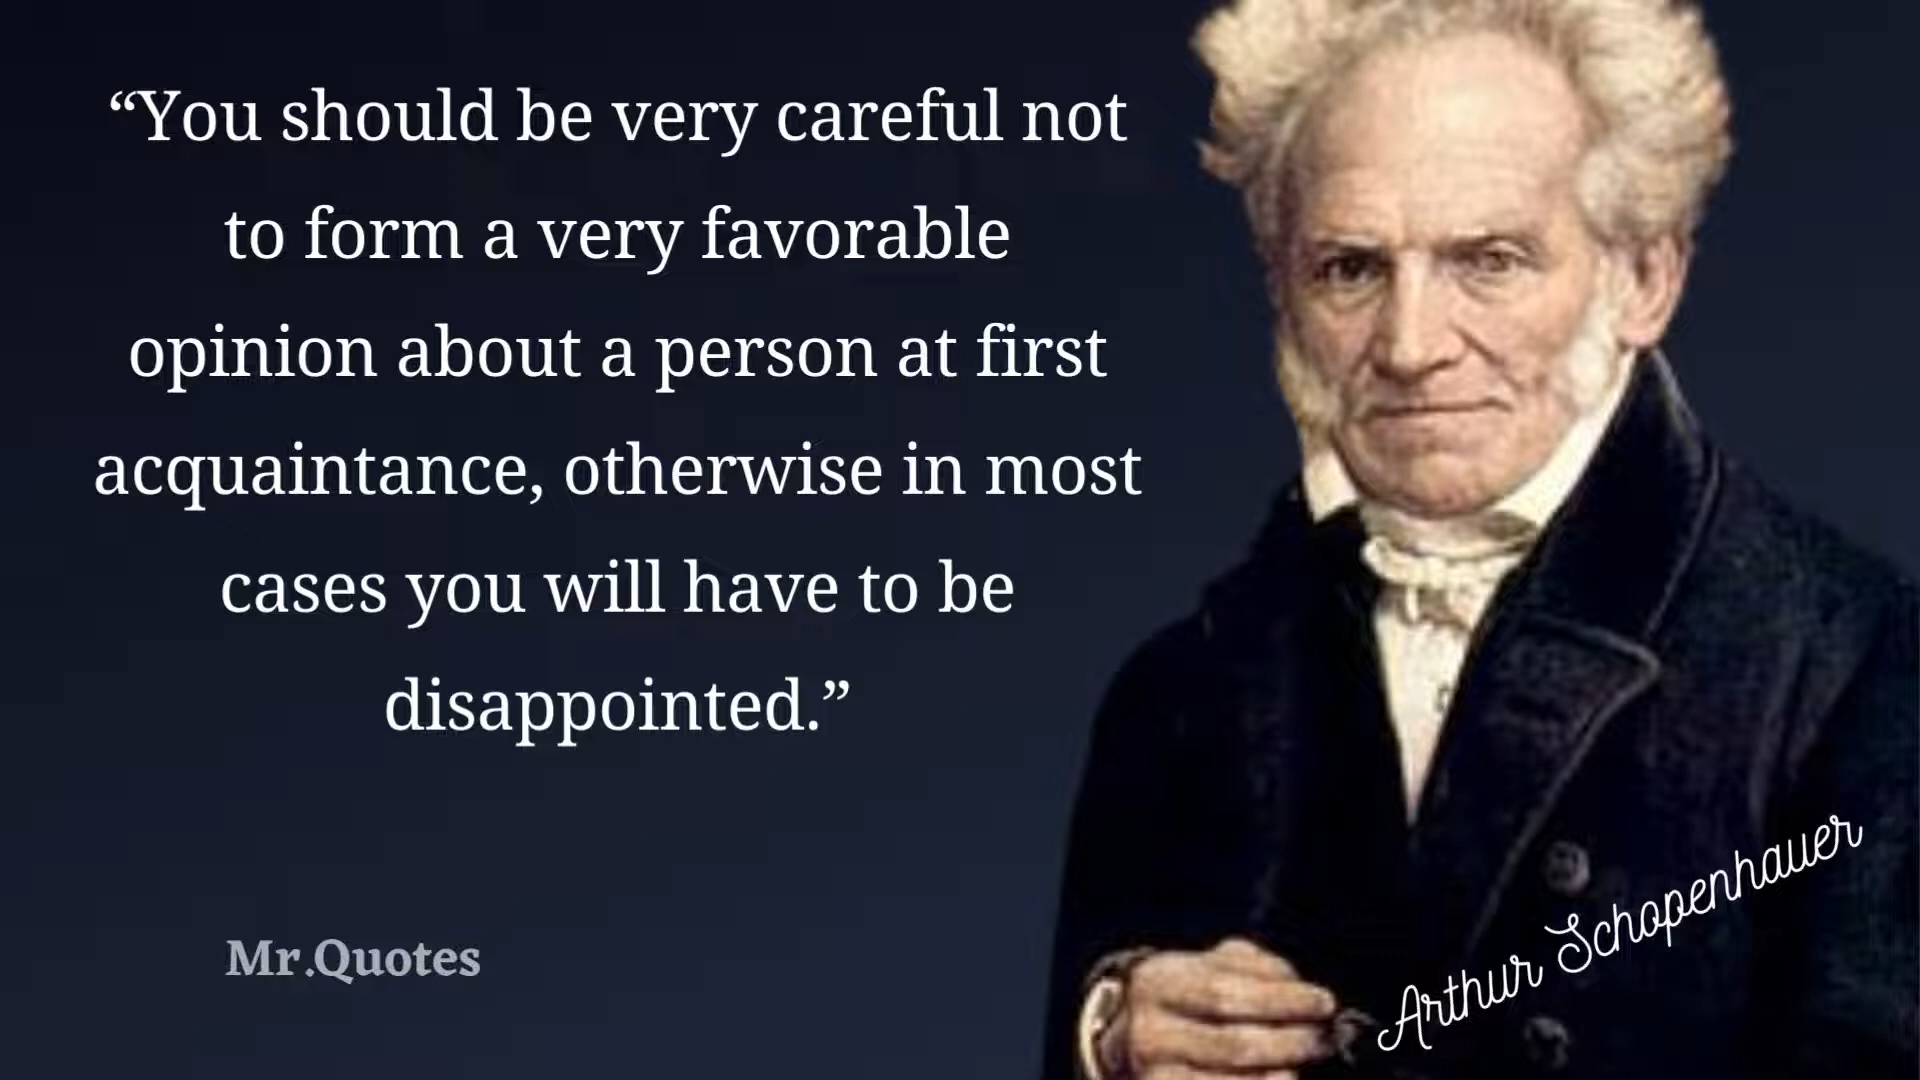 “You should be very careful not
to form a very favorable
opinion about a person at first
acquaintance, otherwise in most
cases you will have to be
disappointed.”
Mr.Quotes
Arthur Schopenhauer